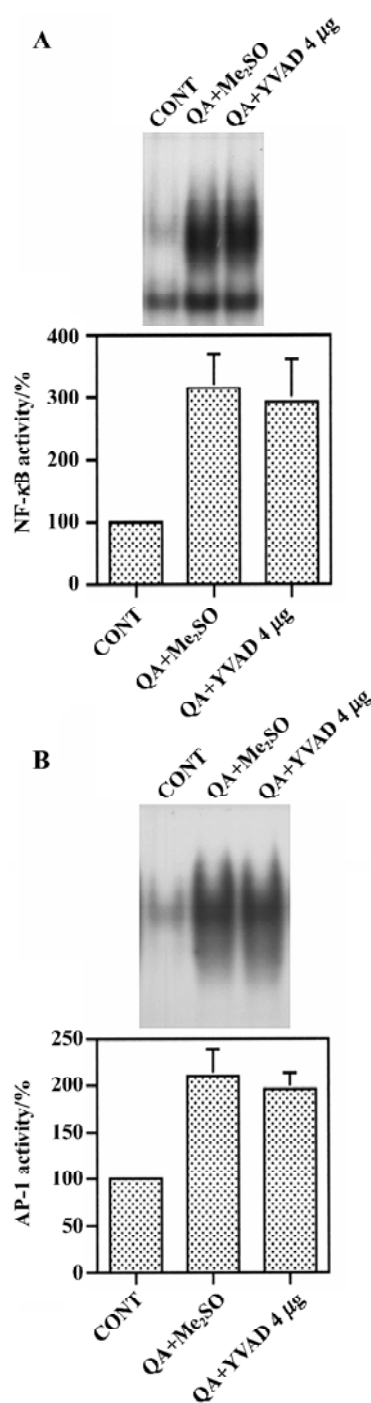 A
CONT
QA+Me₂SO
QA+YVAD 4 μg
NF-κB activity/%
400
300
200
100
0
CONT
QA+Me₂SO
QA+YVAD 4 μg
B
CONT
QA+Me₂SO
QA+YVAD 4 μg
AP-1 activity/%
250
200
150
100
50
0
CONT
QA+Me₂SO
QA+YVAD 4 μg